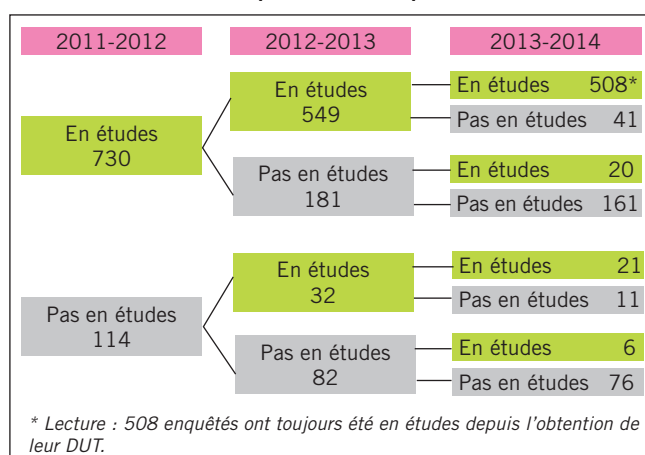 2011-2012 2012-2013 2013-2014
En études
730
En études
549
En études 508*
Pas en études 41
Pas en études
181
En études 20
Pas en études 161
Pas en études
114
En études
32
En études 21
Pas en études 11
Pas en études
82
En études 6
Pas en études 76
* Lecture : 508 enquêtés ont toujours été en études depuis l'obtention de
leur DUT.